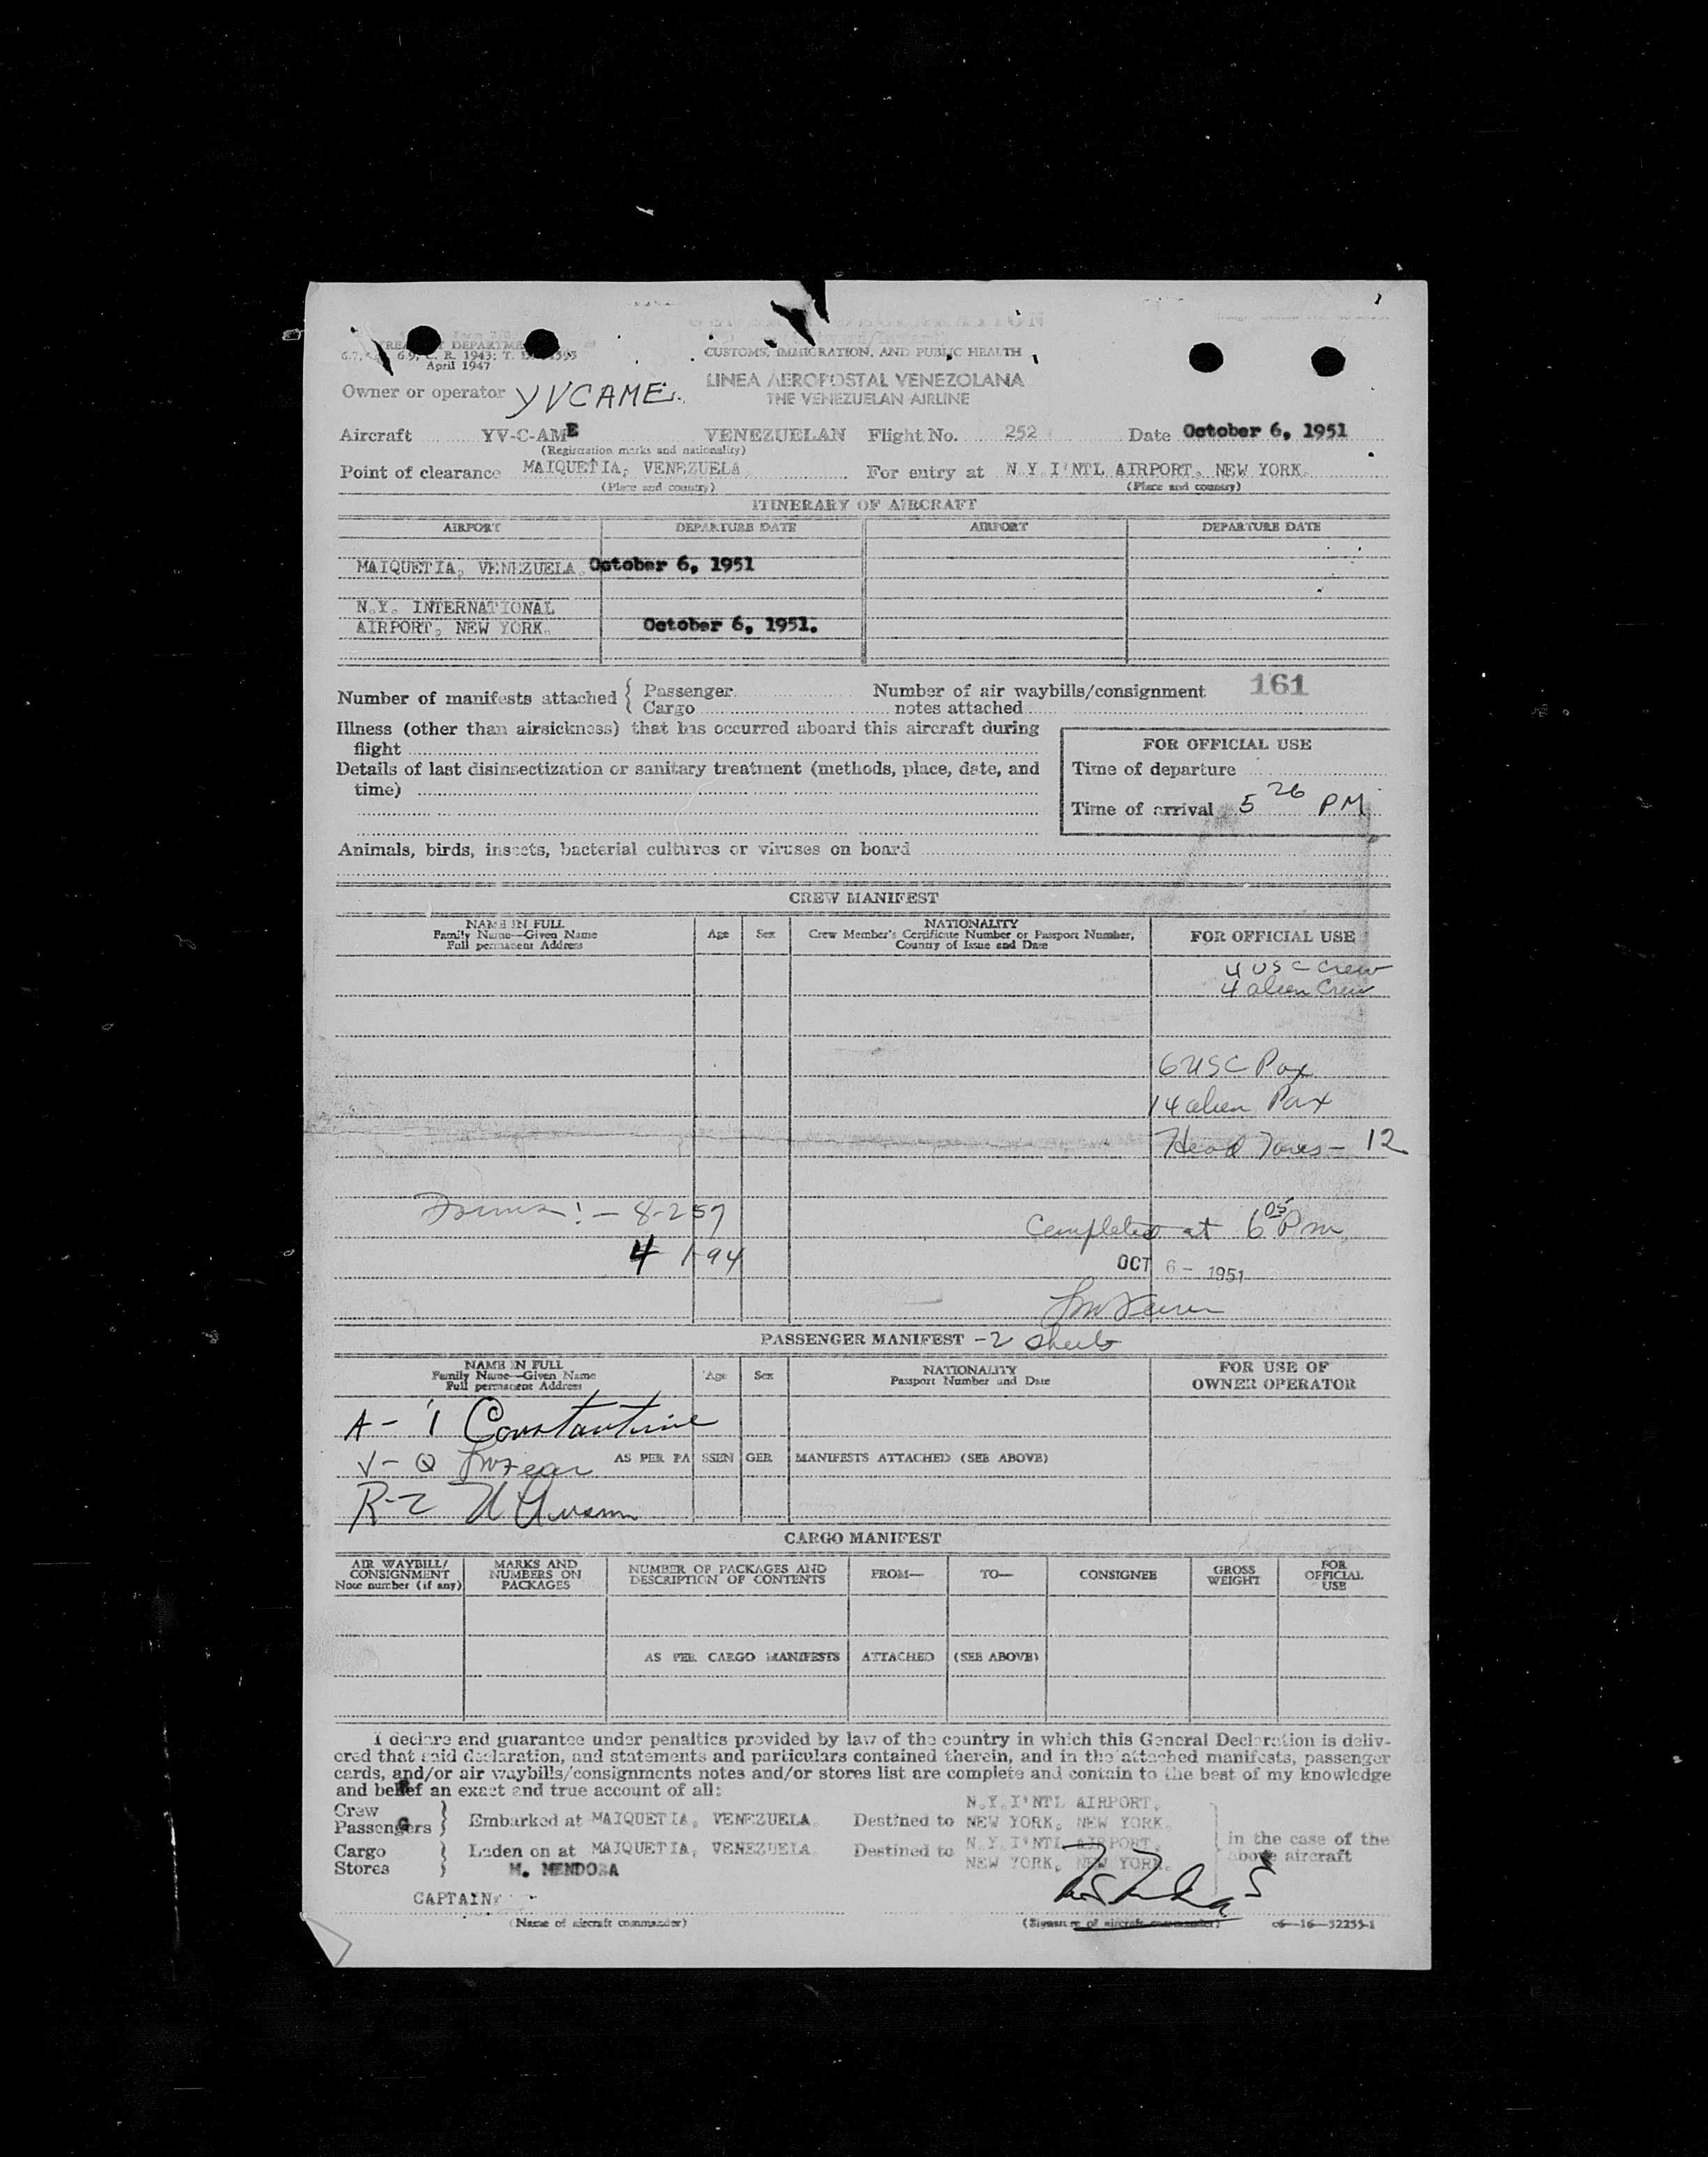 GENERAL DECLARATION
TREASURY DEPARTMENT
April 1947
CUSTOMS, IMMIGRATION, AND PUBLIC HEALTH
Owner or operator YVCAME.
LINEA AEROPOSTAL VENEZOLANA
THE VENEZUELAN AIRLINE
Aircraft YV-C-AME VENEZUELAN Flight No. 252 Date October 6, 1951
(Registration marks and nationality)
Point of clearance MAIQUETIA, VENEZUELA For entry at N.Y. I'NTL AIRPORT, NEW YORK.
(Place and country) (Place and country)
ITINERARY OF AIRCRAFT
AIRPORT DEPARTURE DATE AIRPORT DEPARTURE DATE
MAIQUETIA, VENEZUELA. October 6, 1951
N.Y. INTERNATIONAL
AIRPORT, NEW YORK. October 6, 1951.
Number of manifests attached { Passenger Number of air waybills/consignment 161
Cargo notes attached
Illness (other than airsickness) that has occurred aboard this aircraft during
flight
FOR OFFICIAL USE
Details of last disinsectization or sanitary treatment (methods, place, date, and
time)
Time of departure
Time of arrival 5 26 PM
Animals, birds, insects, bacterial cultures or viruses on board
CREW MANIFEST
NAME IN FULL
Family Name—Given Name
Full permanent Address
Age Sex
NATIONALITY
Crew Member's Certificate Number or Passport Number,
Country of Issue and Date
FOR OFFICIAL USE
4 USC Crew
4 alien Crew
6 USC Pax
14 alien Pax
Head Taxes - 12
8-257
Completed at 6 05 Pm
4 1-94
OCT 6 - 1951
PASSENGER MANIFEST - 2 Sheets
NAME IN FULL
Family Name—Given Name
Full permanent Address
Age Sex
NATIONALITY
Passport Number and Date
FOR USE OF
OWNER OPERATOR
A - 1 Constantine
AS PER PASSENGER MANIFESTS ATTACHED (SEE ABOVE)
R-2
CARGO MANIFEST
AIR WAYBILL/
CONSIGNMENT
Note number (if any)
MARKS AND
NUMBERS ON
PACKAGES
NUMBER OF PACKAGES AND
DESCRIPTION OF CONTENTS
FROM—
TO—
CONSIGNEE
GROSS
WEIGHT
FOR
OFFICIAL
USE
AS PER CARGO MANIFESTS ATTACHED (SEE ABOVE)
I declare and guarantee under penalties provided by law of the country in which this General Declaration is deliv-
ered that said declaration, and statements and particulars contained therein, and in the attached manifests, passenger
cards, and/or air waybills/consignments notes and/or stores list are complete and contain to the best of my knowledge
and belief an exact and true account of all:
Crew
Passengers } Embarked at MAIQUETIA, VENEZUELA. Destined to N.Y. I'NTL AIRPORT,
NEW YORK, NEW YORK.
Cargo
Stores } Laden on at MAIQUETIA, VENEZUELA Destined to N.Y. I'NTL AIRPORT,
NEW YORK, NEW YORK.
in the case of the
above aircraft
M. MENDOZA
CAPTAIN
(Name of aircraft commander) (Signature of aircraft commander) c6—16—52255-1